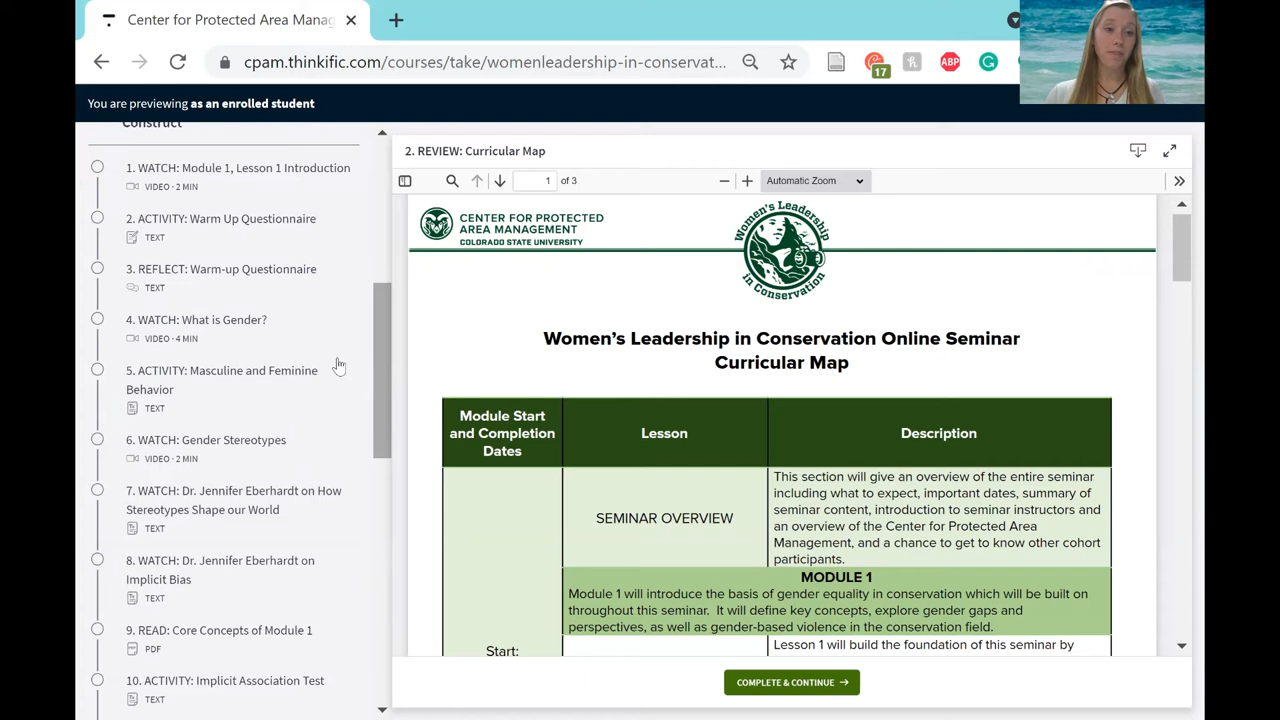 Center for Protected Area Manag
cpam.thinkific.com/courses/take/womenleadership-in-conservat...
17
ABP
You are previewing as an enrolled student
Construct
1. WATCH: Module 1, Lesson 1 Introduction
VIDEO · 2 MIN
2. ACTIVITY: Warm Up Questionnaire
TEXT
3. REFLECT: Warm-up Questionnaire
TEXT
4. WATCH: What is Gender?
VIDEO · 4 MIN
5. ACTIVITY: Masculine and Feminine
Behavior
TEXT
6. WATCH: Gender Stereotypes
VIDEO · 2 MIN
7. WATCH: Dr. Jennifer Eberhardt on How
Stereotypes Shape our World
TEXT
8. WATCH: Dr. Jennifer Eberhardt on
Implicit Bias
TEXT
9. READ: Core Concepts of Module 1
PDF
10. ACTIVITY: Implicit Association Test
TEXT
2. REVIEW: Curricular Map
1 of 3
Automatic Zoom
CENTER FOR PROTECTED
AREA MANAGEMENT
COLORADO STATE UNIVERSITY
Women's Leadership
in Conservation
Women's Leadership in Conservation Online Seminar
Curricular Map
Module Start
and Completion
Dates
Lesson
Description
SEMINAR OVERVIEW
This section will give an overview of the entire seminar
including what to expect, important dates, summary of
seminar content, introduction to seminar instructors and
an overview of the Center for Protected Area
Management, and a chance to get to know other cohort
participants.
MODULE 1
Module 1 will introduce the basis of gender equality in conservation which will be built on
throughout this seminar. It will define key concepts, explore gender gaps and
perspectives, as well as gender-based violence in the conservation field.
Start:
Lesson 1 will build the foundation of this seminar by
COMPLETE & CONTINUE